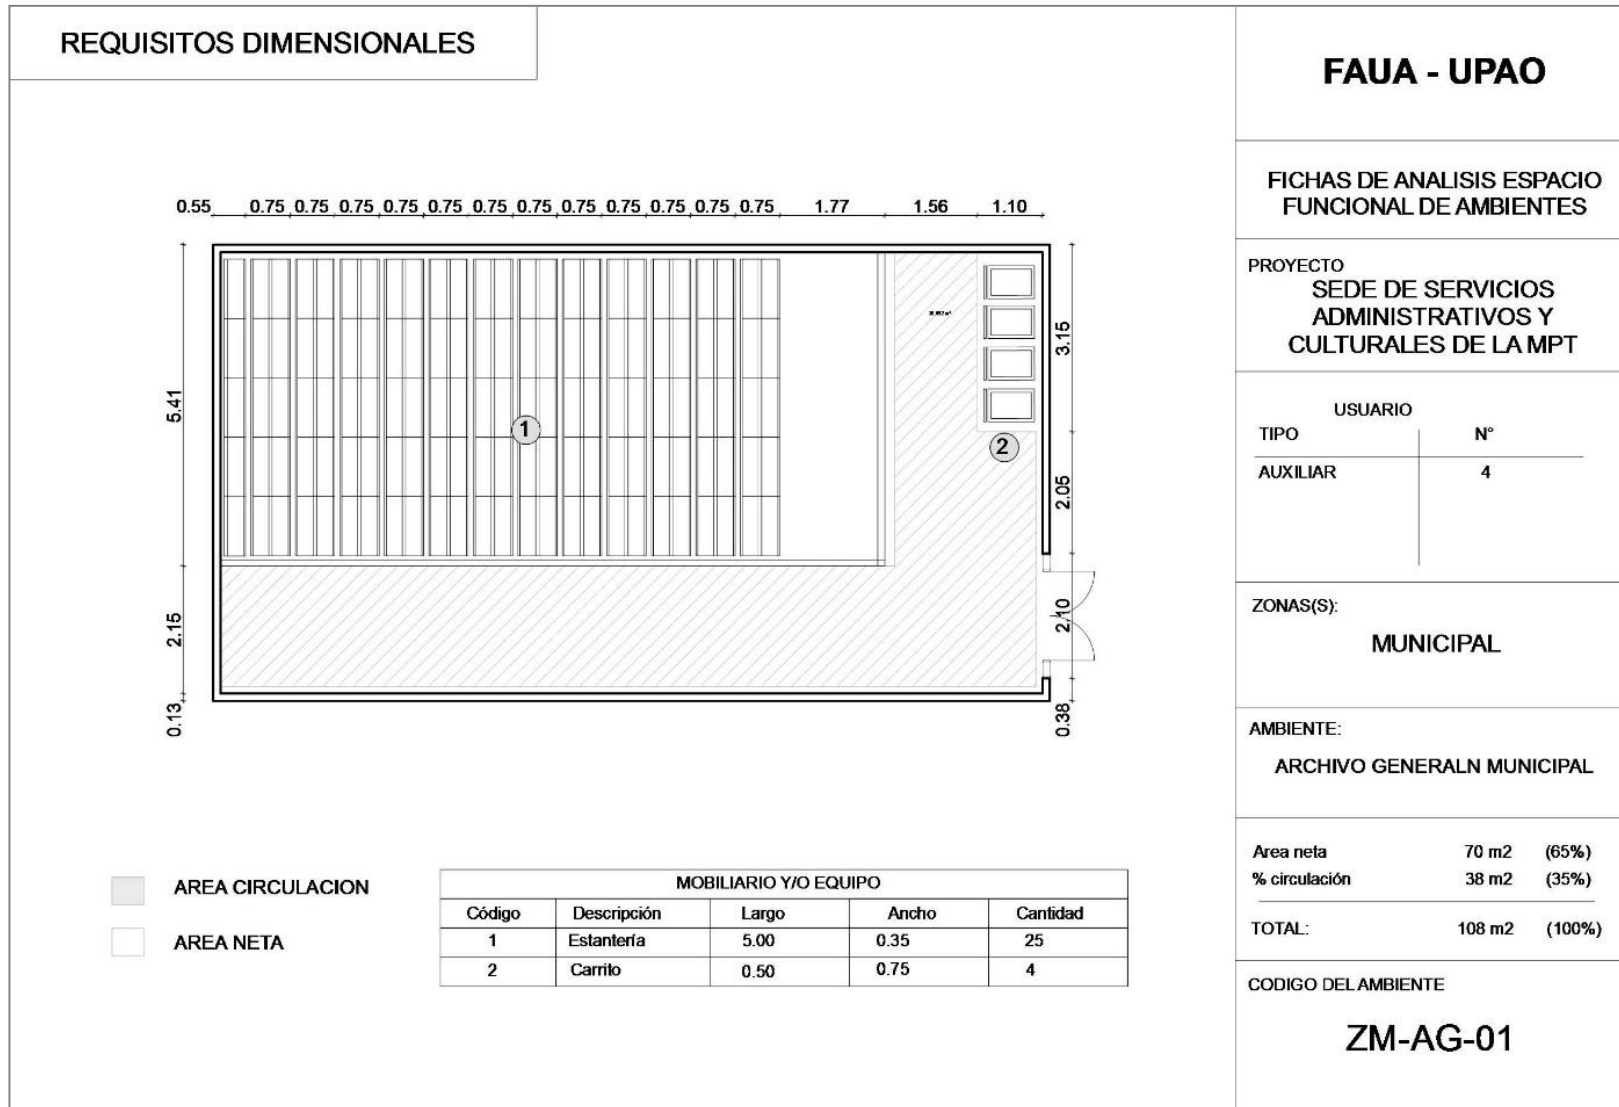 REQUISITOS DIMENSIONALES
0.55 0.75 0.75 0.75 0.75 0.75 0.75 0.75 0.75 0.75 0.75 0.75 0.75 1.77 1.56 1.10
5.41
2.15
0.13
3.15
2.05
2.10
0.38
1
2
AREA CIRCULACION
AREA NETA
MOBILIARIO Y/O EQUIPO
Código Descripción Largo Ancho Cantidad
1 Estantería 5.00 0.35 25
2 Carrito 0.50 0.75 4
FAUA - UPAO
FICHAS DE ANALISIS ESPACIO
FUNCIONAL DE AMBIENTES
PROYECTO
SEDE DE SERVICIOS
ADMINISTRATIVOS Y
CULTURALES DE LA MPT
USUARIO
TIPO N°
AUXILIAR 4
ZONAS(S):
MUNICIPAL
AMBIENTE:
ARCHIVO GENERALN MUNICIPAL
Area neta 70 m2 (65%)
% circulación 38 m2 (35%)
TOTAL: 108 m2 (100%)
CODIGO DEL AMBIENTE
ZM-AG-01